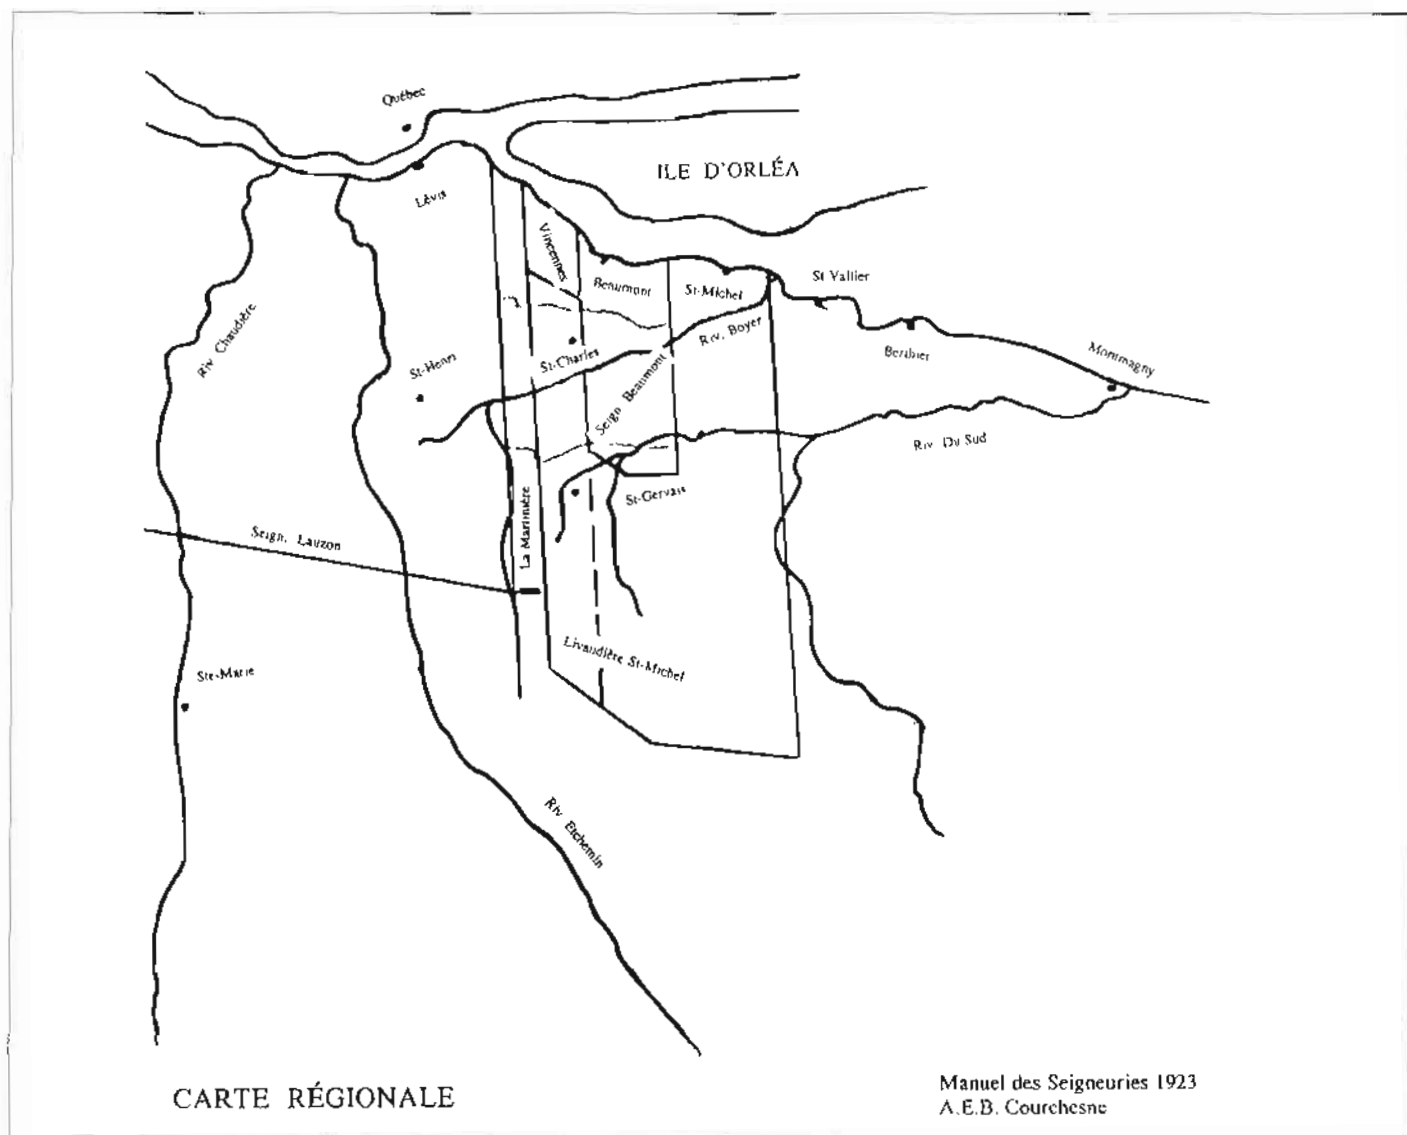 Québec
ILE D'ORLÉA
Lévis
Vincennes
Beaumont
St-Michel
St Vallier
Riv. Chaudière
St-Henri
St-Charles
Riv. Boyer
Berthier
Montmagny
Seign. Beaumont
Riv. Du Sud
La Martinière
St-Gervais
Seign. Lauzon
Livaudière St-Michel
Ste-Marie
Riv. Etchemin
CARTE RÉGIONALE
Manuel des Seigneuries 1923
A.E.B. Courchesne